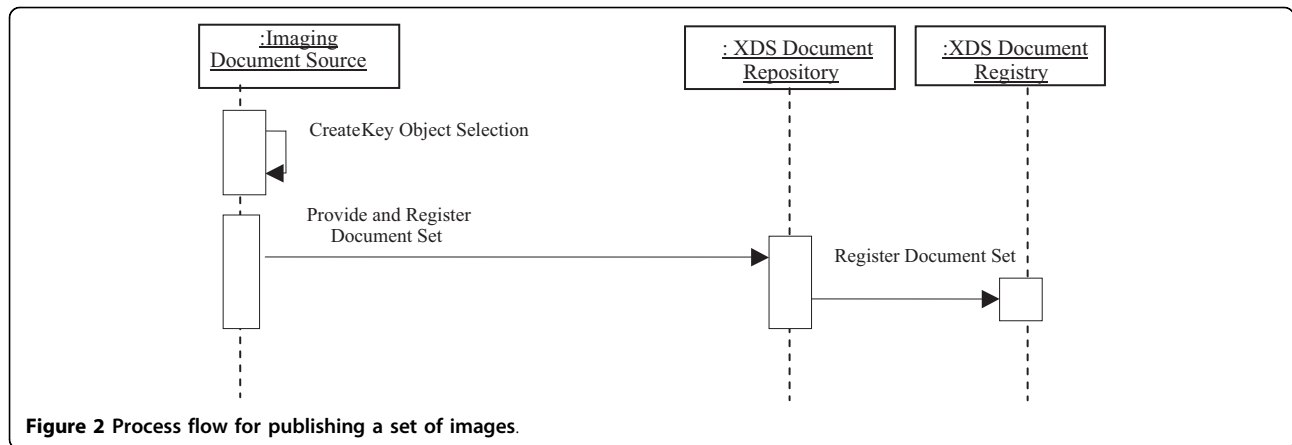 :Imaging
Document Source
: XDS Document
Repository
:XDS Document
Registry
CreateKey Object Selection
Provide and Register
Document Set
Register Document Set
Figure 2 Process flow for publishing a set of images.